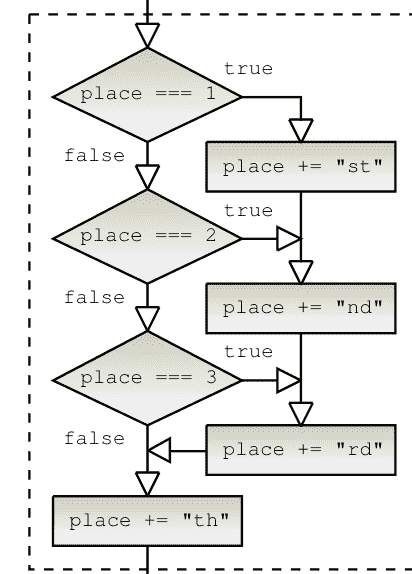 true
place === 1
false
place += "st"
true
place === 2
false
place += "nd"
true
place === 3
false
place += "rd"
place += "th"